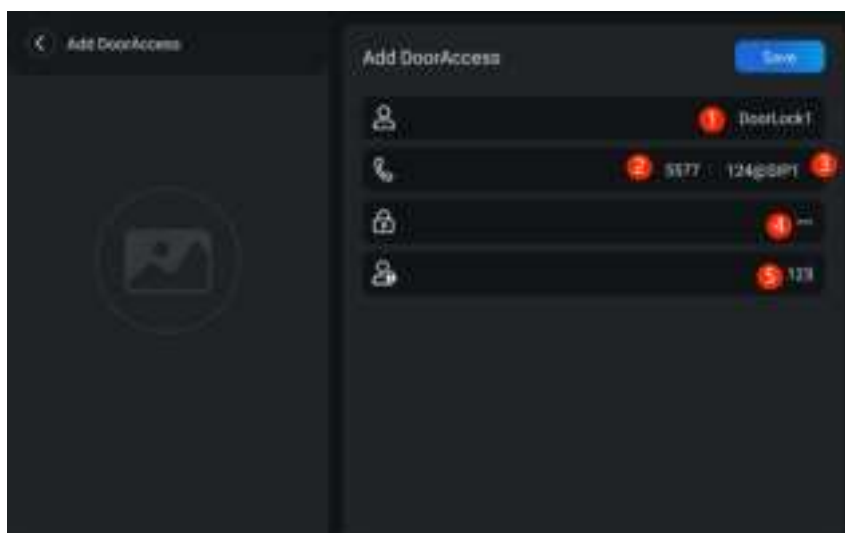 Add DoorAccess
Add DoorAccess
Save
1 DoorLock1
2 5577 124@SIP1 3
4 ---
5 123